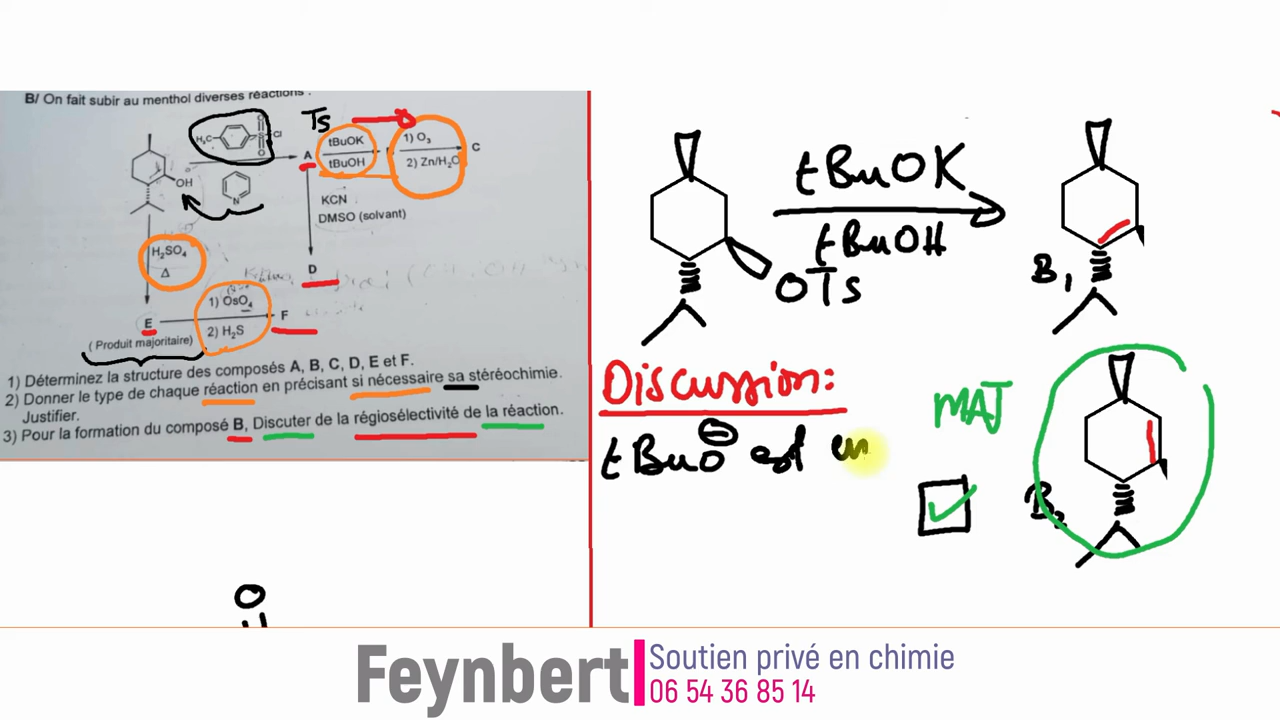 B/ On fait subir au menthol diverses réactions :
H₃C
Cl
OH
N
Ts
A
tBuOK
tBuOH
1) O₃
2) Zn/H₂O
C
KCN
DMSO (solvant)
D
H₂SO₄
Δ
E
(Produit majoritaire)
1) OsO₄
2) H₂S
F
1) Déterminez la structure des composés A, B, C, D, E et F.
2) Donner le type de chaque réaction en précisant si nécessaire sa stéréochimie.
Justifier.
3) Pour la formation du composé B, Discuter de la régiosélectivité de la réaction.
O
tBuOK
tBuOH
OTs
B₁
Discussion:
tBuO⊖ est un
MAJ
B₂
Feynbert
Soutien privé en chimie
06 54 36 85 14